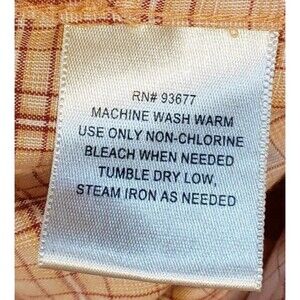 RN# 93677
MACHINE WASH WARM
USE ONLY NON-CHLORINE
BLEACH WHEN NEEDED
TUMBLE DRY LOW,
STEAM IRON AS NEEDED